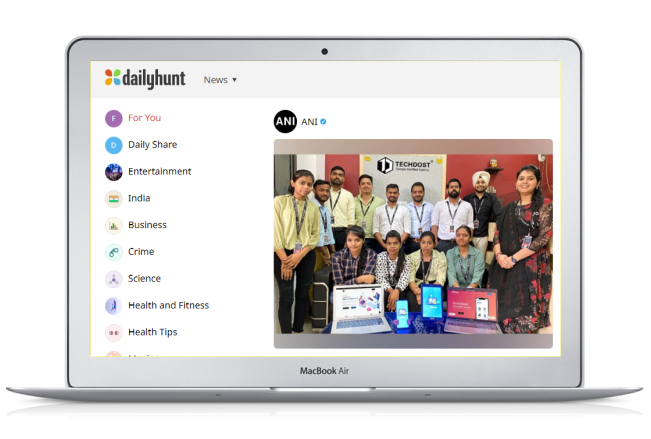 dailyhunt
News ▾
F
For You
ANI
ANI
D
Daily Share
TECHDOST
Entertainment
India
Business
Crime
Science
Health and Fitness
Health Tips
MacBook Air